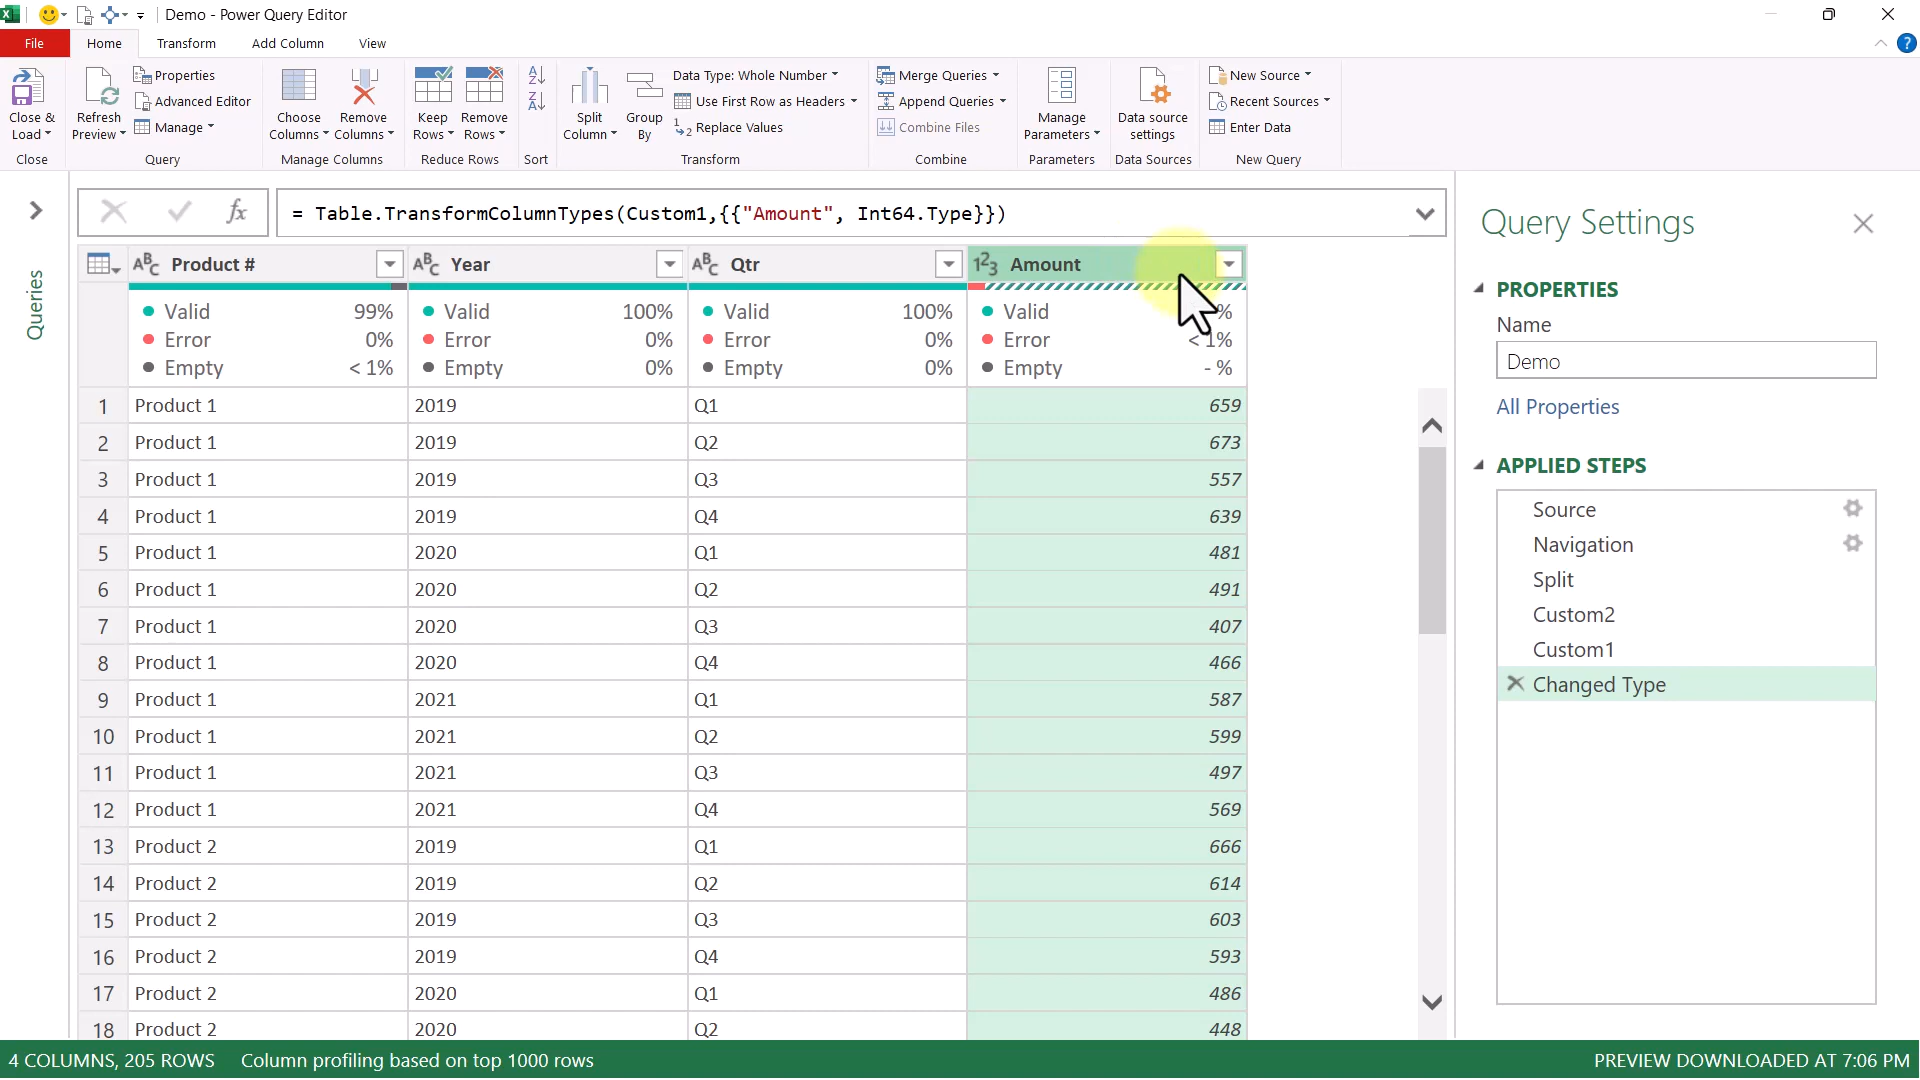 Demo - Power Query Editor
File Home Transform Add Column View
Close & Load
Close
Refresh Preview
Properties
Advanced Editor
Manage
Query
Choose Columns
Remove Columns
Manage Columns
Keep Rows
Remove Rows
Reduce Rows
Sort
Split Column
Group By
Data Type: Whole Number
Use First Row as Headers
Replace Values
Transform
Merge Queries
Append Queries
Combine Files
Combine
Manage Parameters
Parameters
Data source settings
Data Sources
New Source
Recent Sources
Enter Data
New Query
Queries
fx
= Table.TransformColumnTypes(Custom1,{{"Amount", Int64.Type}})
Product # Year Qtr Amount
Valid 99% Valid 100% Valid 100% Valid %
Error 0% Error 0% Error 0% Error < 1%
Empty < 1% Empty 0% Empty 0% Empty - %
1 Product 1 2019 Q1 659
2 Product 1 2019 Q2 673
3 Product 1 2019 Q3 557
4 Product 1 2019 Q4 639
5 Product 1 2020 Q1 481
6 Product 1 2020 Q2 491
7 Product 1 2020 Q3 407
8 Product 1 2020 Q4 466
9 Product 1 2021 Q1 587
10 Product 1 2021 Q2 599
11 Product 1 2021 Q3 497
12 Product 1 2021 Q4 569
13 Product 2 2019 Q1 666
14 Product 2 2019 Q2 614
15 Product 2 2019 Q3 603
16 Product 2 2019 Q4 593
17 Product 2 2020 Q1 486
18 Product 2 2020 Q2 448
Query Settings
PROPERTIES
Name
Demo
All Properties
APPLIED STEPS
Source
Navigation
Split
Custom2
Custom1
Changed Type
4 COLUMNS, 205 ROWS Column profiling based on top 1000 rows
PREVIEW DOWNLOADED AT 7:06 PM